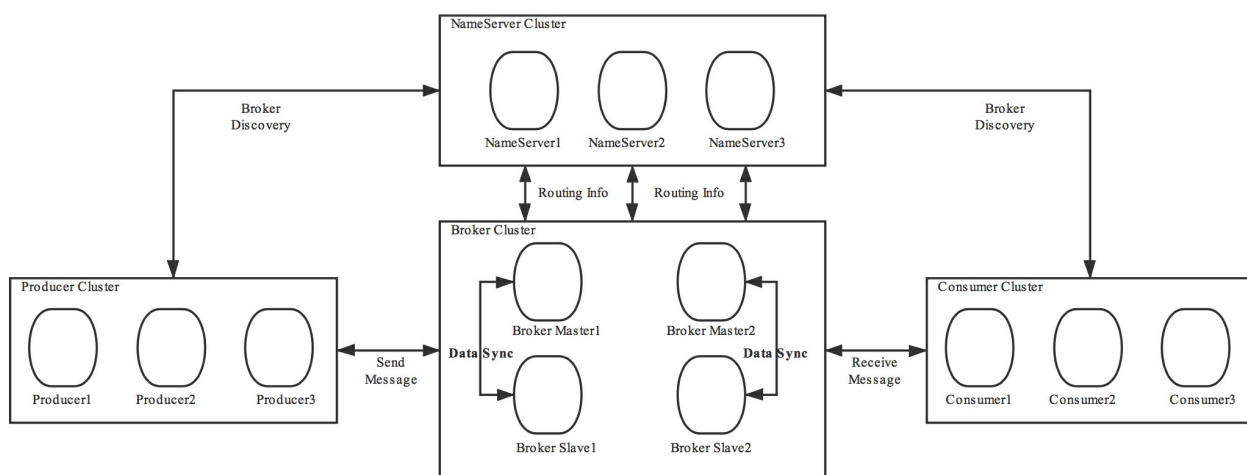 NameServer Cluster
NameServer1
NameServer2
NameServer3
Broker
Discovery
Broker
Discovery
Routing Info
Routing Info
Broker Cluster
Broker Master1
Broker Master2
Data Sync
Data Sync
Broker Slave1
Broker Slave2
Producer Cluster
Producer1
Producer2
Producer3
Send
Message
Receive
Message
Consumer Cluster
Consumer1
Consumer2
Consumer3